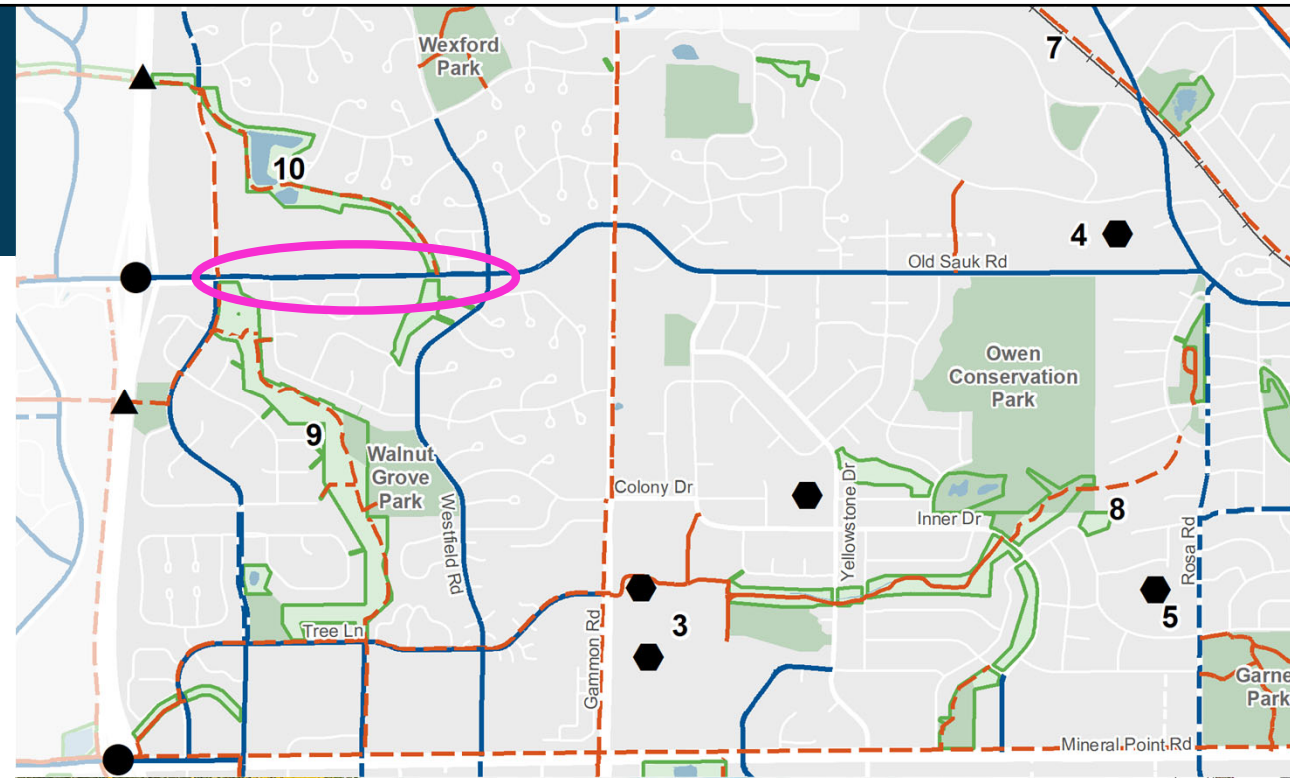 Wexford
Park
7
10
4
Old Sauk Rd
Owen
Conservation
Park
9
Walnut
Grove
Park
Colony Dr
Yellowstone Dr
Inner Dr
8
Westfield Rd
Rosa Rd
Tree Ln
3
5
Gammon Rd
Garne
Park
Mineral Point Rd